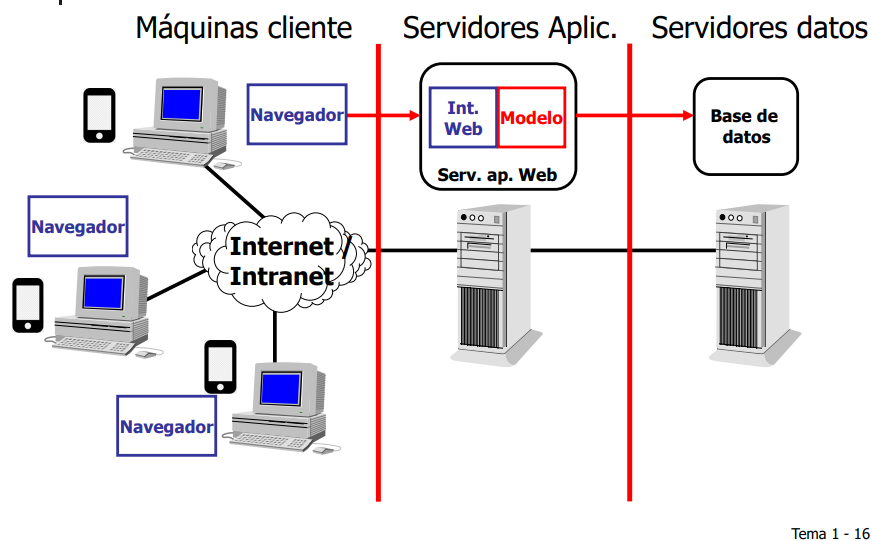 Máquinas cliente
Servidores Aplic.
Servidores datos
Navegador
Int.
Web
Modelo
Serv. ap. Web
Base de
datos
Navegador
Internet /
Intranet
Navegador
Tema 1 - 16